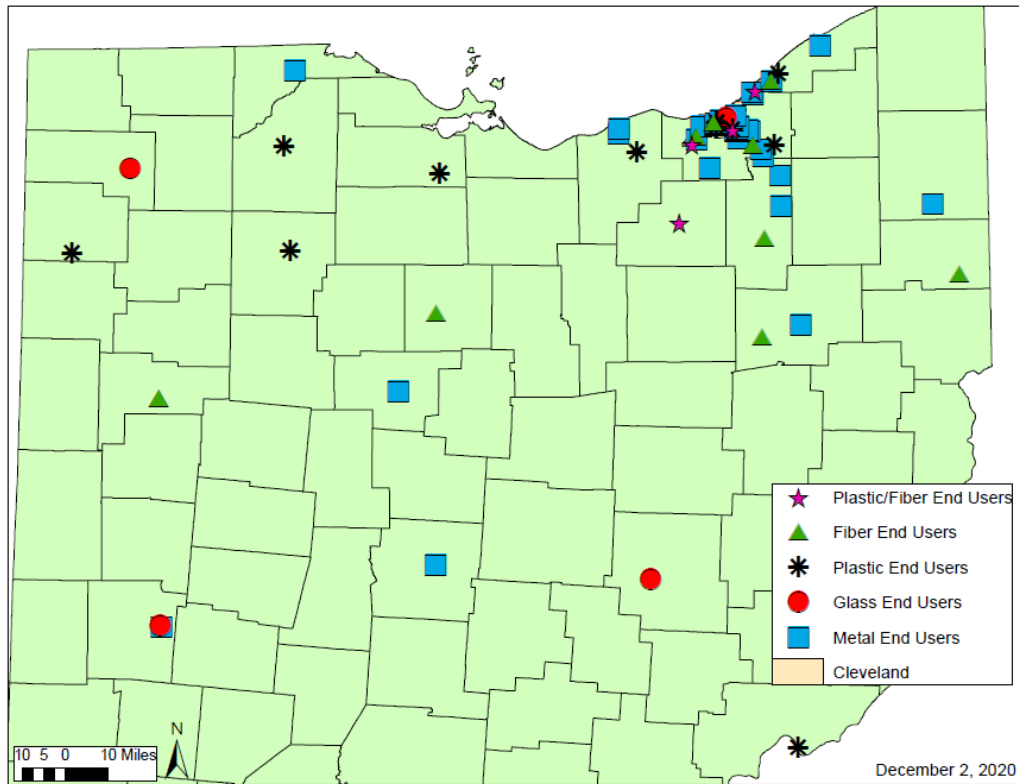 Plastic/Fiber End Users
Fiber End Users
Plastic End Users
Glass End Users
Metal End Users
Cleveland
N
10 5 0 10 Miles
December 2, 2020